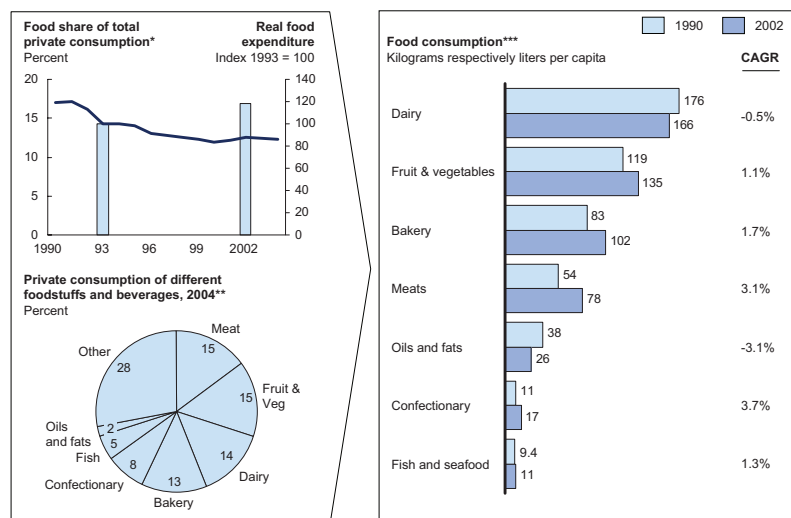 Food share of total
private consumption*
Percent
Real food
expenditure
Index 1993 = 100
20
15
10
5
0
140
120
100
80
60
40
20
0
1990 93 96 99 2002
Private consumption of different
foodstuffs and beverages, 2004**
Percent
Meat
15
Fruit &
Veg
15
Dairy
14
Bakery
13
Confectionary
8
Fish
5
Oils
and fats
2
Other
28
1990 2002
Food consumption***
Kilograms respectively liters per capita
CAGR
Dairy 176 166 -0.5%
Fruit & vegetables 119 135 1.1%
Bakery 83 102 1.7%
Meats 54 78 3.1%
Oils and fats 38 26 -3.1%
Confectionary 11 17 3.7%
Fish and seafood 9.4 11 1.3%